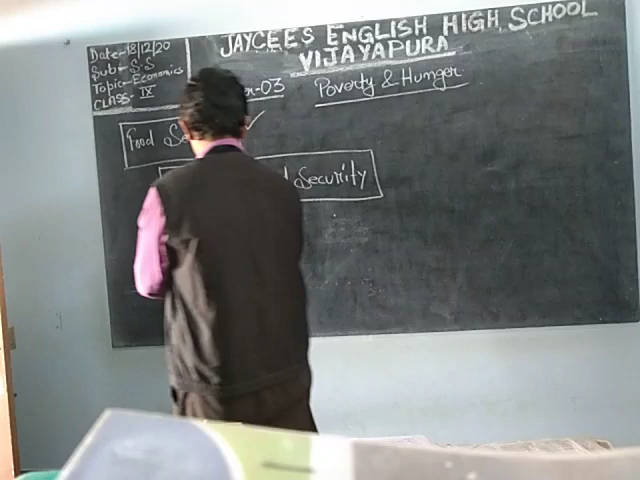 JAYCEES ENGLISH HIGH SCHOOL
VIJAYAPURA
Date-18/12/20
Sub- S.S
Topic-Economics
CLASS- IX
-03 Poverty & Hunger
Food
Security